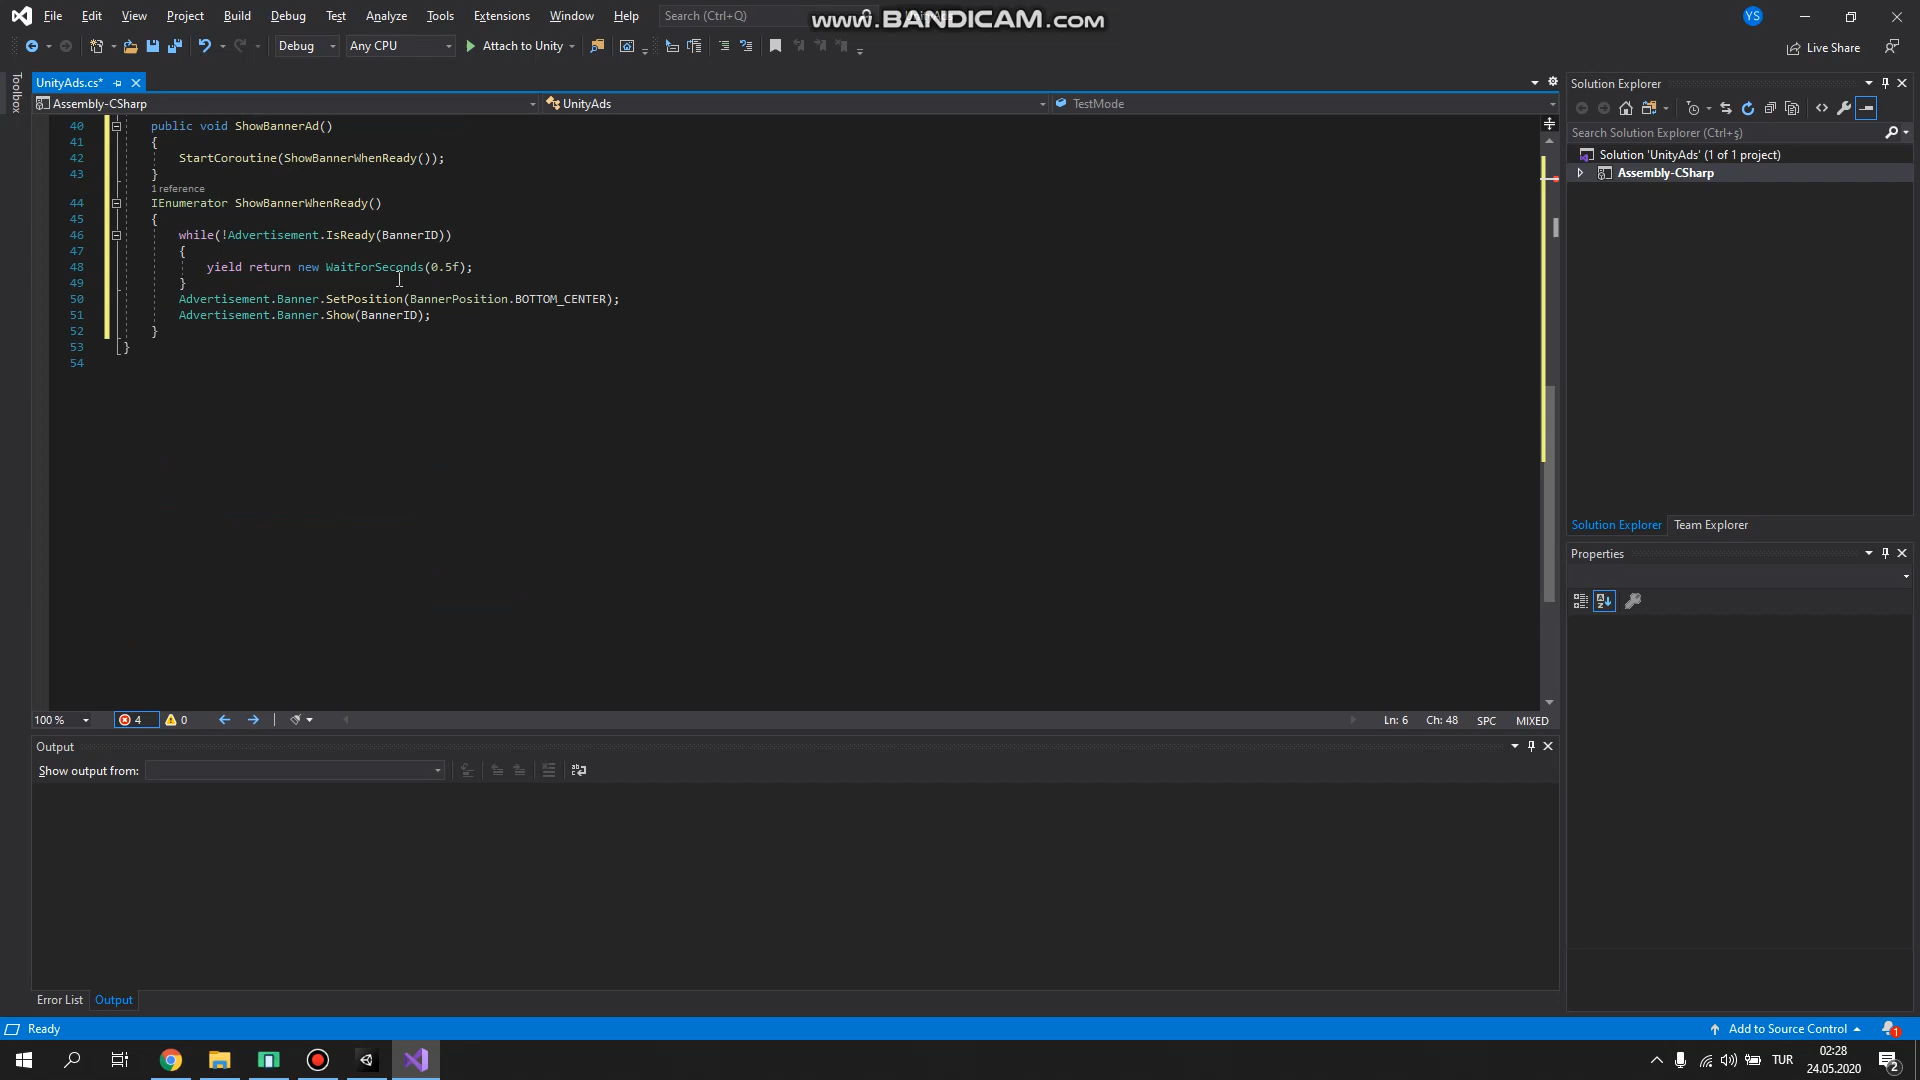 File Edit View Project Build Debug Test Analyze Tools Extensions Window Help Search (Ctrl+Q) www.BANDICAM.com YS
Debug Any CPU Attach to Unity Live Share
UnityAds.cs*
Assembly-CSharp UnityAds TestMode
40 public void ShowBannerAd()
41 {
42 StartCoroutine(ShowBannerWhenReady());
43 }
1 reference
44 IEnumerator ShowBannerWhenReady()
45 {
46 while(!Advertisement.IsReady(BannerID))
47 {
48 yield return new WaitForSeconds(0.5f);
49 }
50 Advertisement.Banner.SetPosition(BannerPosition.BOTTOM_CENTER);
51 Advertisement.Banner.Show(BannerID);
52 }
53 }
54
100 % 4 0 Ln: 6 Ch: 48 SPC MIXED
Output
Show output from:
Error List Output
Toolbox
Solution Explorer
Search Solution Explorer (Ctrl+ş)
Solution 'UnityAds' (1 of 1 project)
Assembly-CSharp
Solution Explorer Team Explorer
Properties
Ready Add to Source Control 1
TUR 02:28 2
24.05.2020